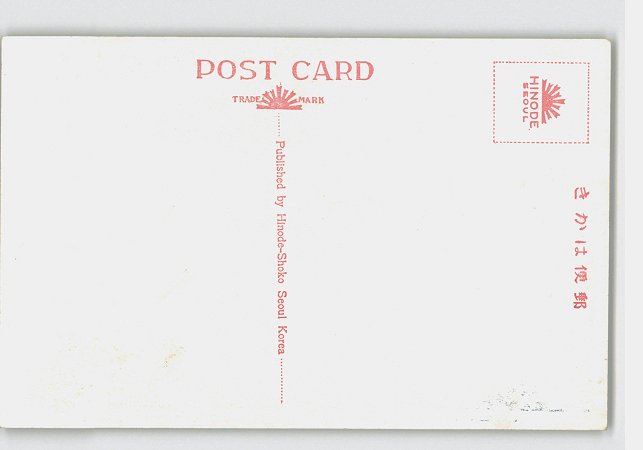 POST CARD
TRADE MARK
Published by Hinode-Shoko Seoul Korea
HINODE
SEOUL
きかは便郵